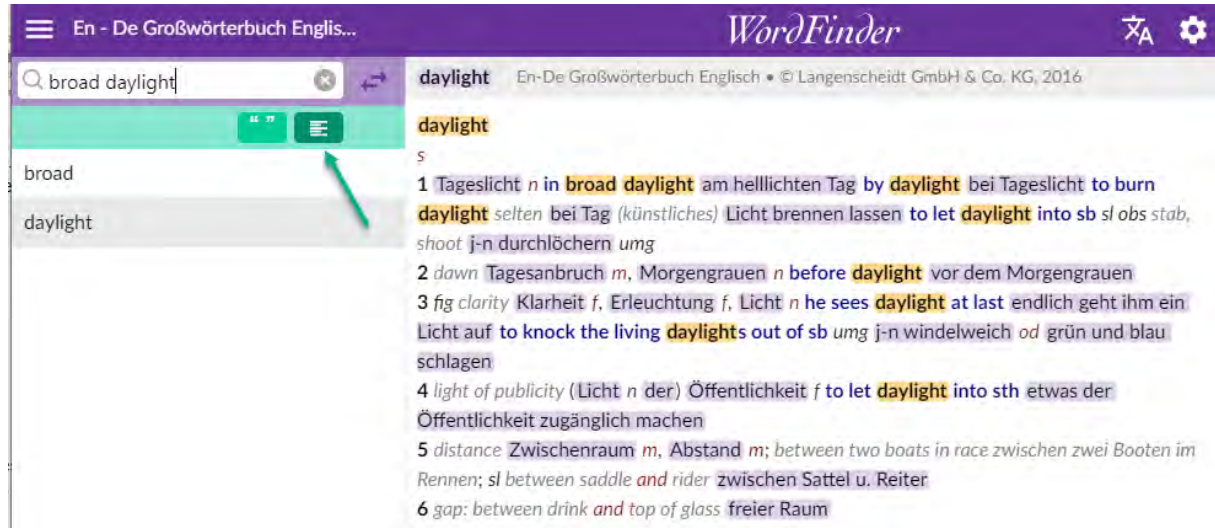 En - De Großwörterbuch Englis...
WordFinder
broad daylight
daylight En-De Großwörterbuch Englisch • © Langenscheidt GmbH & Co. KG, 2016
“ ”
broad
daylight
daylight
s
1 Tageslicht n in broad daylight am helllichten Tag by daylight bei Tageslicht to burn
daylight selten bei Tag (künstliches) Licht brennen lassen to let daylight into sb sl obs stab,
shoot j-n durchlöchern umg
2 dawn Tagesanbruch m, Morgengrauen n before daylight vor dem Morgengrauen
3 fig clarity Klarheit f, Erleuchtung f, Licht n he sees daylight at last endlich geht ihm ein
Licht auf to knock the living daylights out of sb umg j-n windelweich od grün und blau
schlagen
4 light of publicity (Licht n der) Öffentlichkeit f to let daylight into sth etwas der
Öffentlichkeit zugänglich machen
5 distance Zwischenraum m, Abstand m; between two boats in race zwischen zwei Booten im
Rennen; sl between saddle and rider zwischen Sattel u. Reiter
6 gap: between drink and top of glass freier Raum